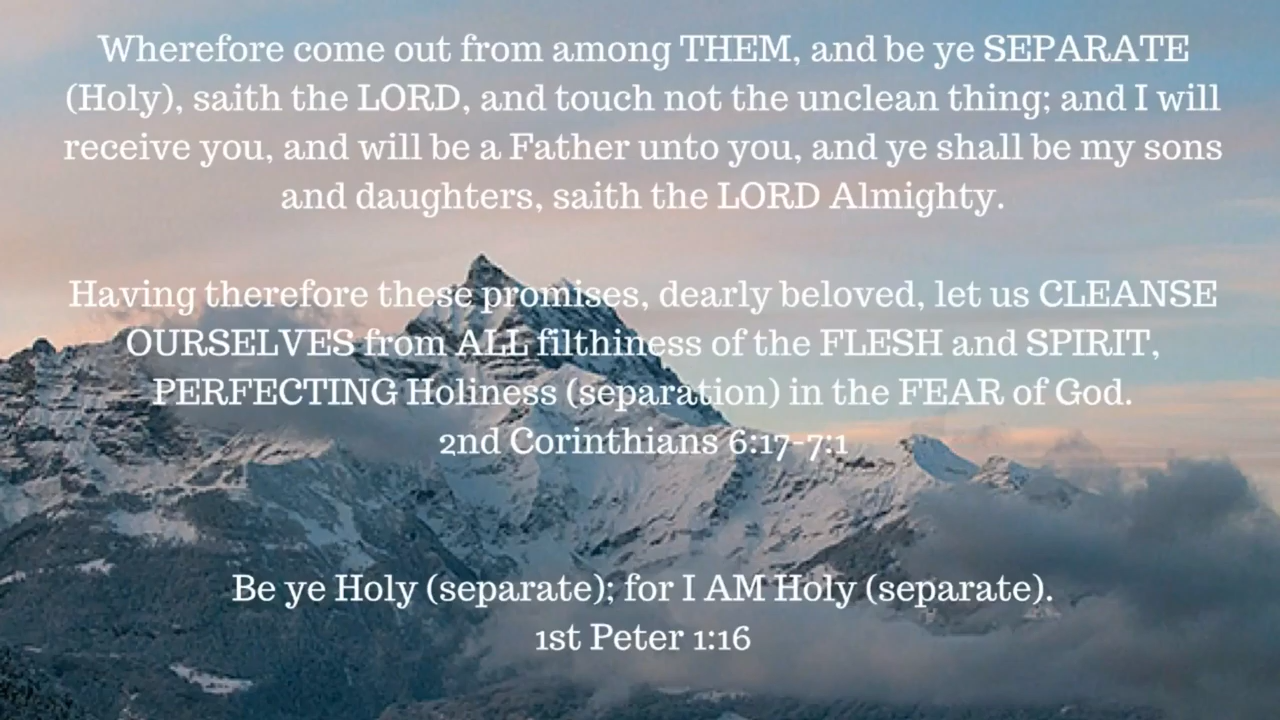 Wherefore come out from among THEM, and be ye SEPARATE
(Holy), saith the LORD, and touch not the unclean thing; and I will
receive you, and will be a Father unto you, and ye shall be my sons
and daughters, saith the LORD Almighty.
Having therefore these promises, dearly beloved, let us CLEANSE
OURSELVES from ALL filthiness of the FLESH and SPIRIT,
PERFECTING Holiness (separation) in the FEAR of God.
2nd Corinthians 6:17-7:1
Be ye Holy (separate); for I AM Holy (separate).
1st Peter 1:16